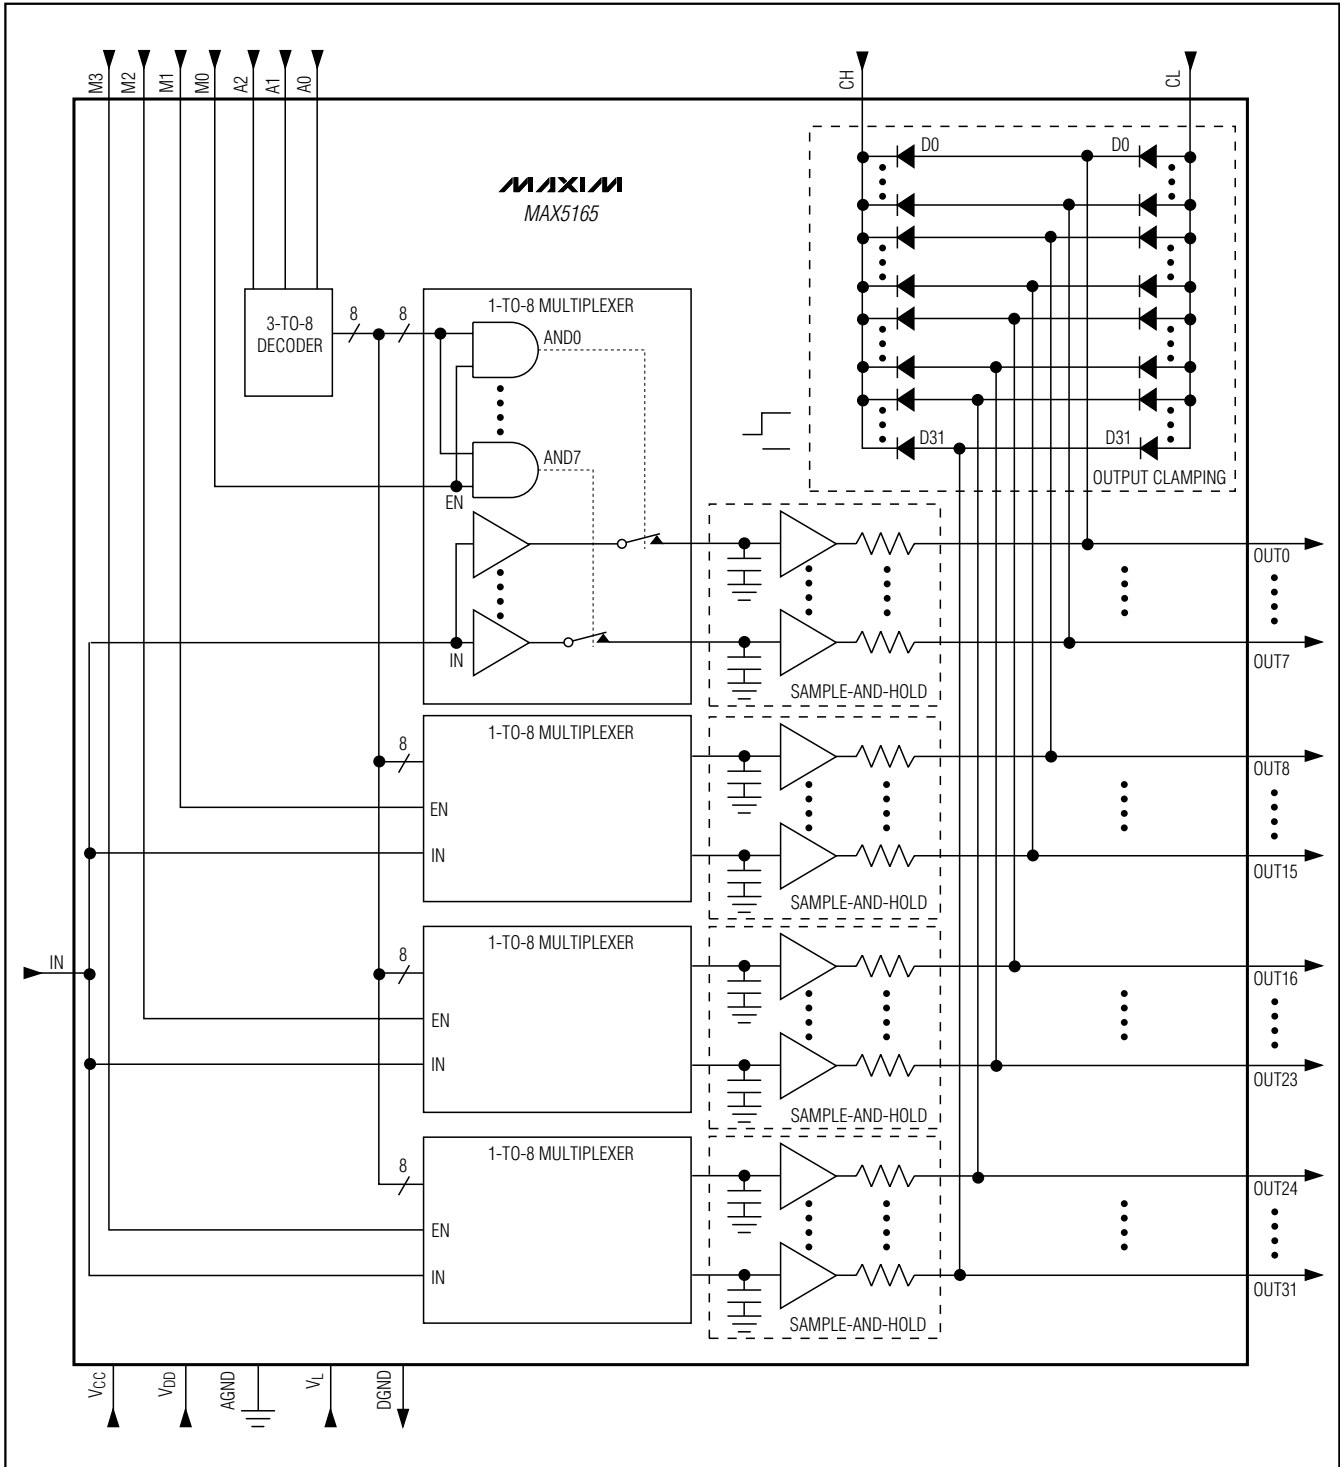 M3
M2
M1
M0
A2
A1
A0
CH
CL
D0
D0
MAXIM
MAX5165
3-TO-8
DECODER
8
8
1-TO-8 MULTIPLEXER
AND0
AND7
EN
IN
D31
D31
OUTPUT CLAMPING
OUT0
OUT7
SAMPLE-AND-HOLD
8
1-TO-8 MULTIPLEXER
EN
IN
OUT8
OUT15
SAMPLE-AND-HOLD
IN
8
1-TO-8 MULTIPLEXER
EN
IN
OUT16
OUT23
SAMPLE-AND-HOLD
8
1-TO-8 MULTIPLEXER
EN
IN
OUT24
OUT31
SAMPLE-AND-HOLD
VCC
VDD
AGND
VL
DGND